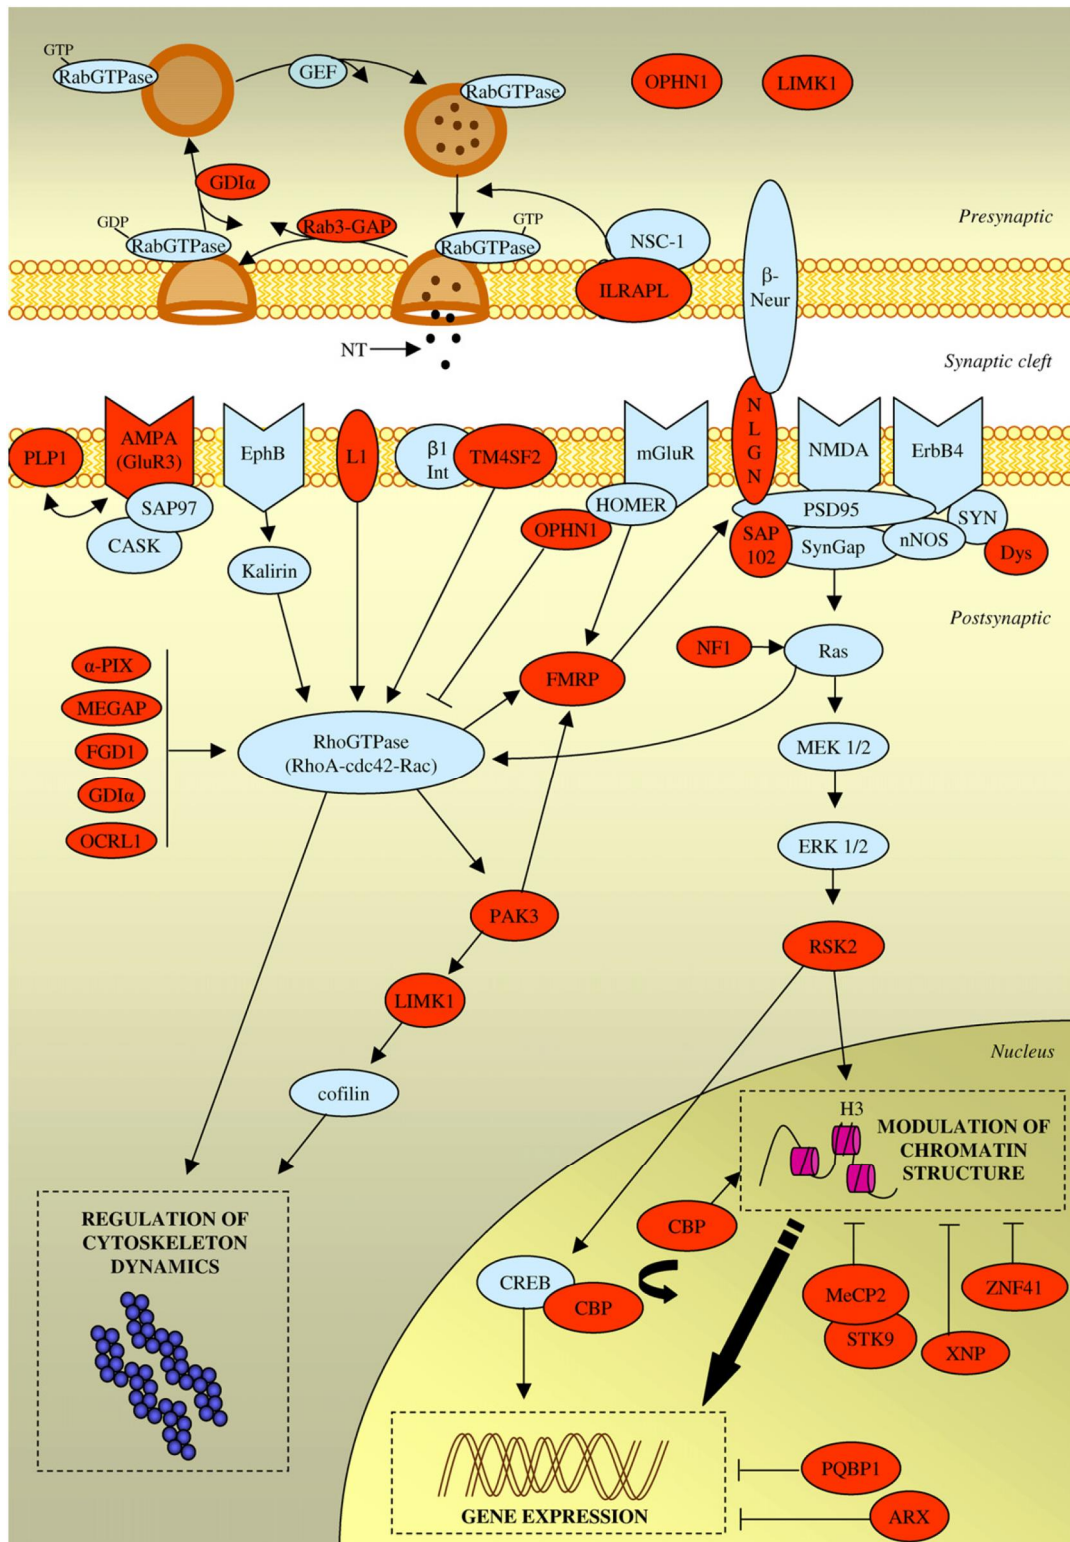 GTP
RabGTPase
GEF
RabGTPase
OPHN1
LIMK1
GDIα
GDP
RabGTPase
Rab3-GAP
GTP
RabGTPase
NSC-1
ILRAPL
Presynaptic
β-
Neur
NT
Synaptic cleft
PLP1
AMPA
(GluR3)
SAP97
CASK
EphB
Kalirin
L1
β1
Int
TM4SF2
mGluR
HOMER
OPHN1
N
L
G
N
NMDA
ErbB4
PSD95
SAP
102
SynGap
nNOS
SYN
Dys
Postsynaptic
α-PIX
MEGAP
FGD1
GDIα
OCRL1
RhoGTPase
(RhoA-cdc42-Rac)
FMRP
NF1
Ras
MEK 1/2
ERK 1/2
RSK2
PAK3
LIMK1
cofilin
REGULATION OF
CYTOSKELETON
DYNAMICS
Nucleus
H3
MODULATION OF
CHROMATIN
STRUCTURE
CBP
CREB
CBP
MeCP2
STK9
XNP
ZNF41
GENE EXPRESSION
PQBP1
ARX